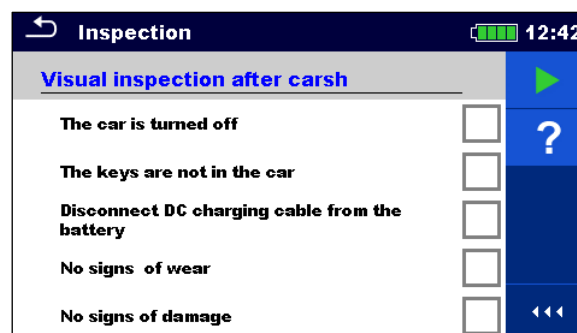 Inspection
12:42
Visual inspection after carsh
The car is turned off
?
The keys are not in the car
Disconnect DC charging cable from the
battery
No signs of wear
No signs of damage